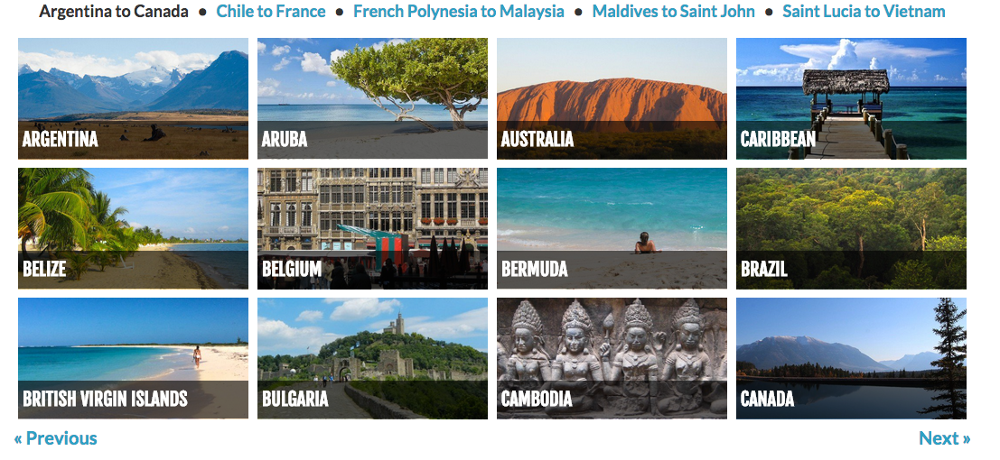 Argentina to Canada ● Chile to France ● French Polynesia to Malaysia ● Maldives to Saint John ● Saint Lucia to Vietnam
ARGENTINA
ARUBA
AUSTRALIA
CARIBBEAN
BELIZE
BELGIUM
BERMUDA
BRAZIL
BRITISH VIRGIN ISLANDS
BULGARIA
CAMBODIA
CANADA
« Previous
Next »